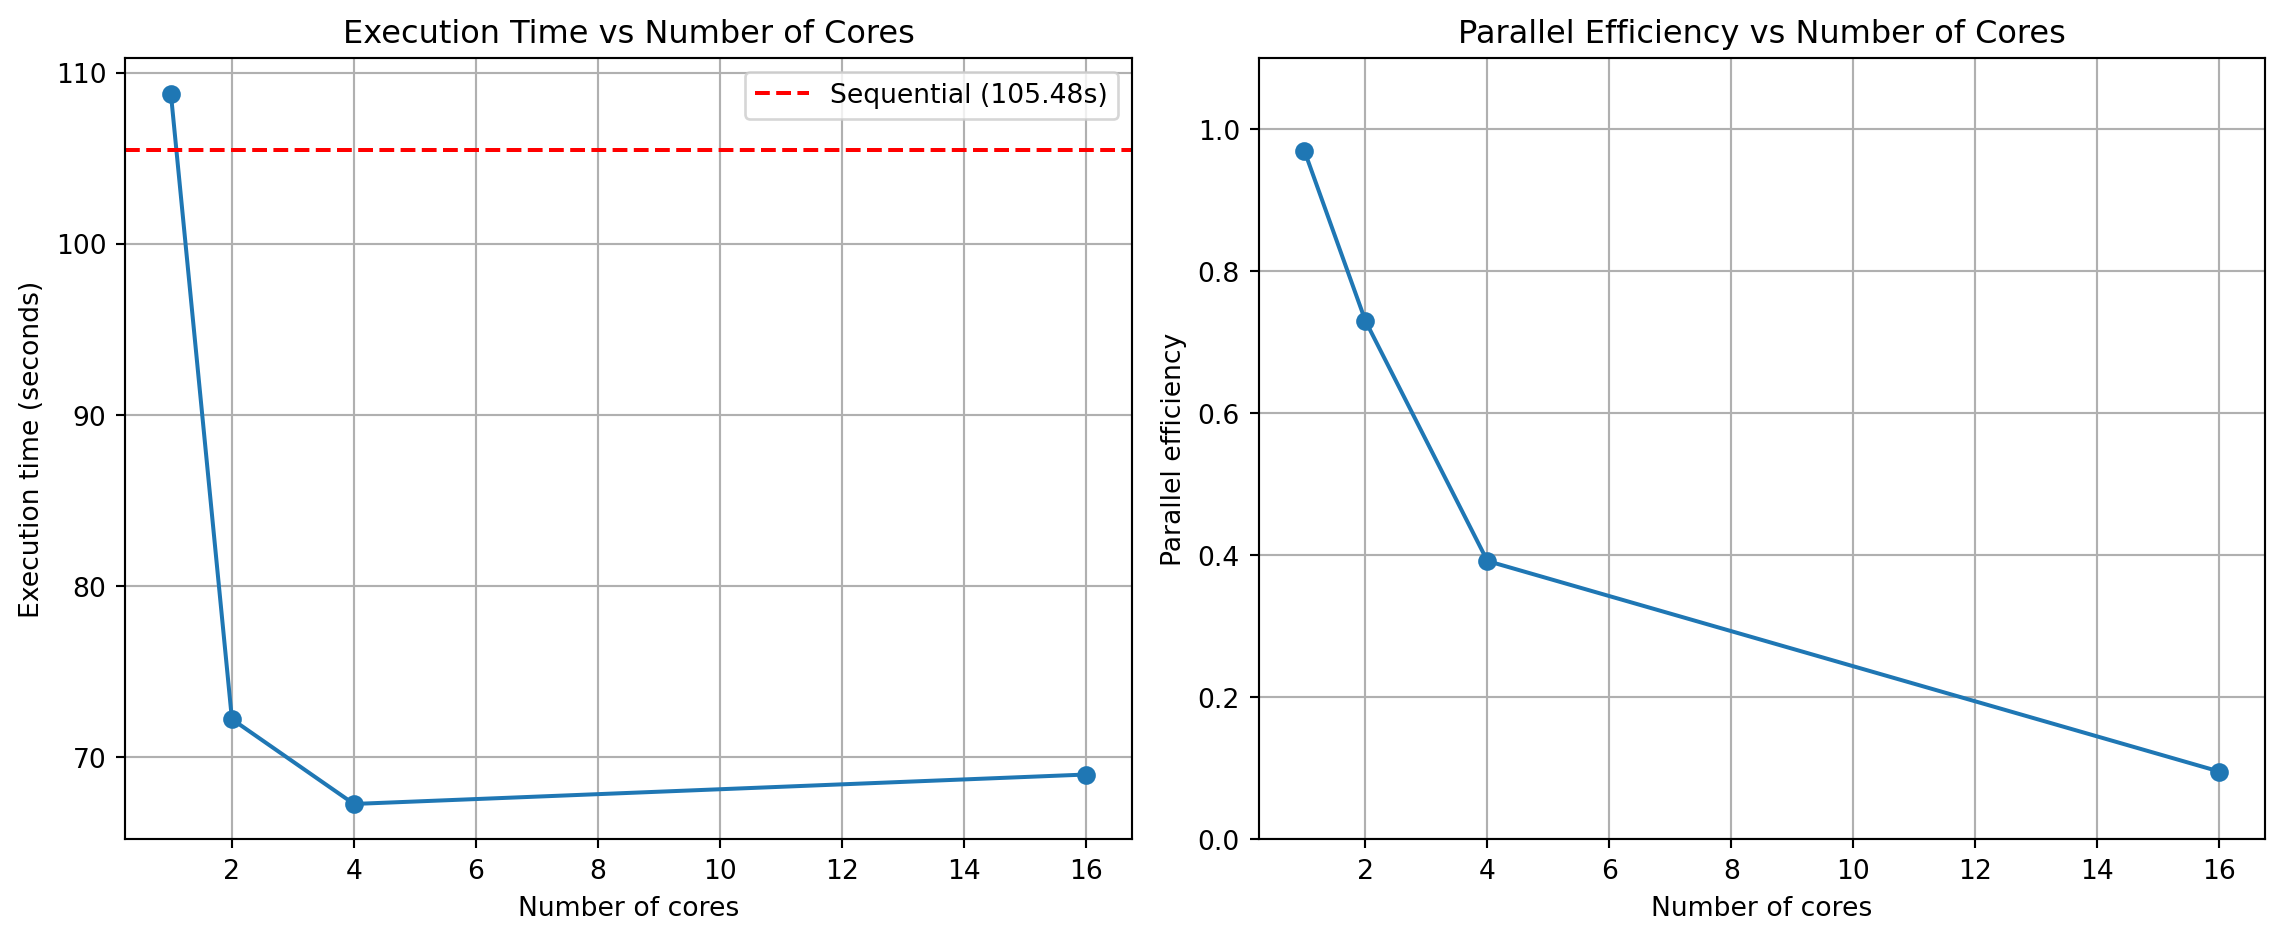 Execution Time vs Number of Cores
110
100
90
80
70
Execution time (seconds)
Sequential (105.48s)
2 4 6 8 10 12 14 16
Number of cores
Parallel Efficiency vs Number of Cores
1.0
0.8
0.6
0.4
0.2
0.0
Parallel efficiency
2 4 6 8 10 12 14 16
Number of cores